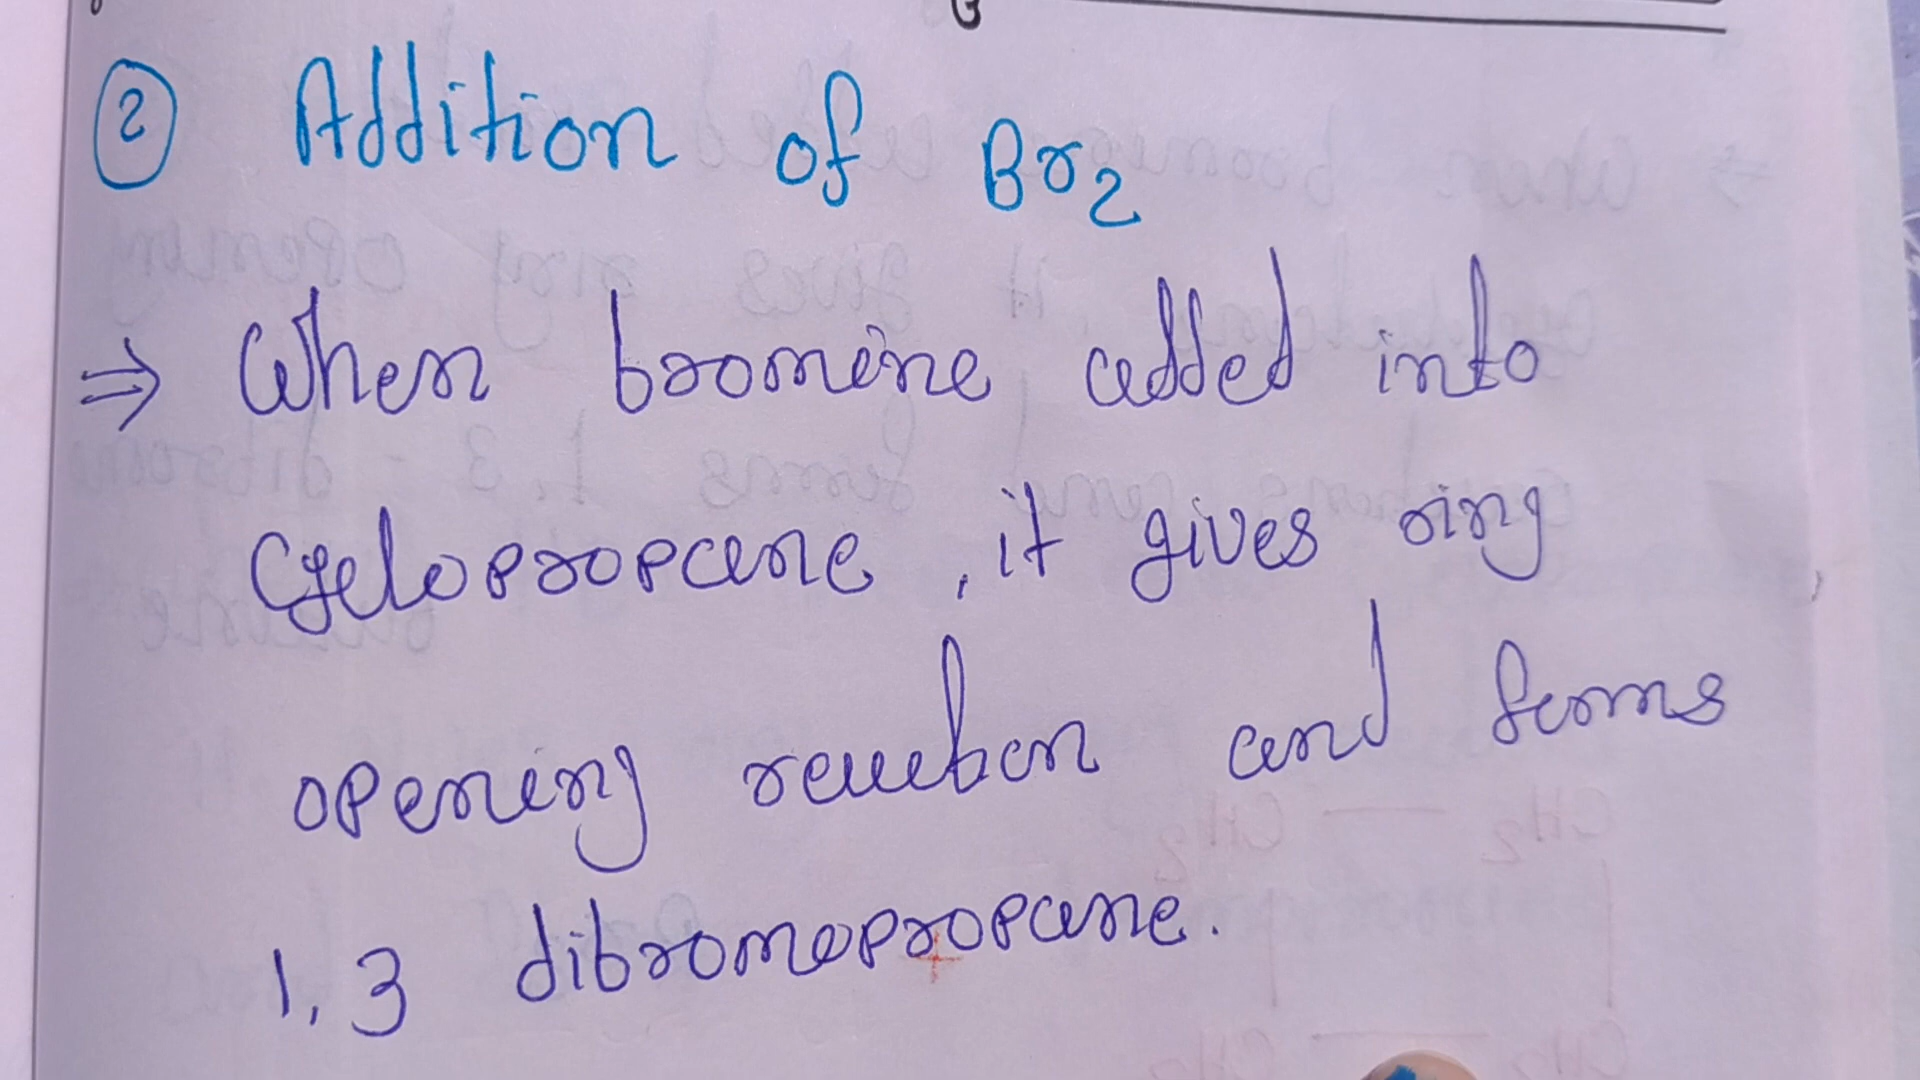 ② Addition of Br2
⇒ When bromine added into
Cyclopropane, it gives ring
opening reaction and forms
1,3 dibromopropane.